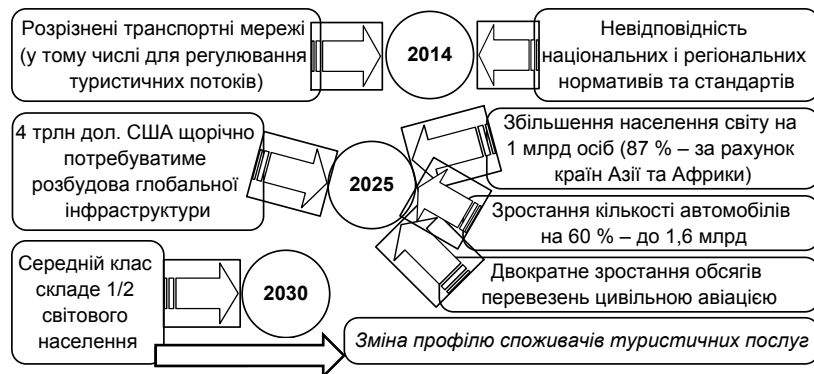 Розрізнені транспортні мережі
(у тому числі для регулювання
туристичних потоків)
2014
Невідповідність
національних і регіональних
нормативів та стандартів
4 трлн дол. США щорічно
потребуватиме
розбудова глобальної
інфраструктури
2025
Збільшення населення світу на
1 млрд осіб (87 % – за рахунок
країн Азії та Африки)
Зростання кількості автомобілів
на 60 % – до 1,6 млрд
Двократне зростання обсягів
перевезень цивільною авіацією
Середній клас
складе 1/2
світового
населення
2030
Зміна профілю споживачів туристичних послуг